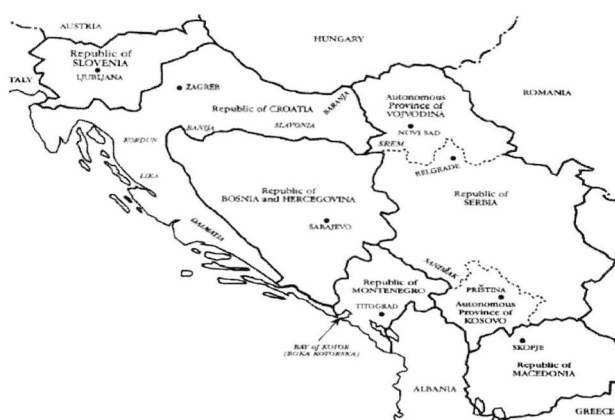 AUSTRIA
HUNGARY
Republic of
SLOVENIA
LJUBLJANA
ITALY
ZAGREB
Republic of CROATIA
BARANJA
Autonomous
Province of
VOJVODINA
NOVI SAD
ROMANIA
KORDUN
BANIJA
SLAVONIA
SREM
BELGRADE
LIKA
Republic of
BOSNIA and HERCEGOVINA
SARAJEVO
Republic of
SERBIA
DALMATIA
SANDŽAK
Republic of
MONTENEGRO
TITOGRAD
PRIŠTINA
Autonomous
Province of
KOSOVO
BAY of KOTOR
(BOKA KOTORSKA)
SKOPJE
Republic of
MACEDONIA
ALBANIA
GREECE